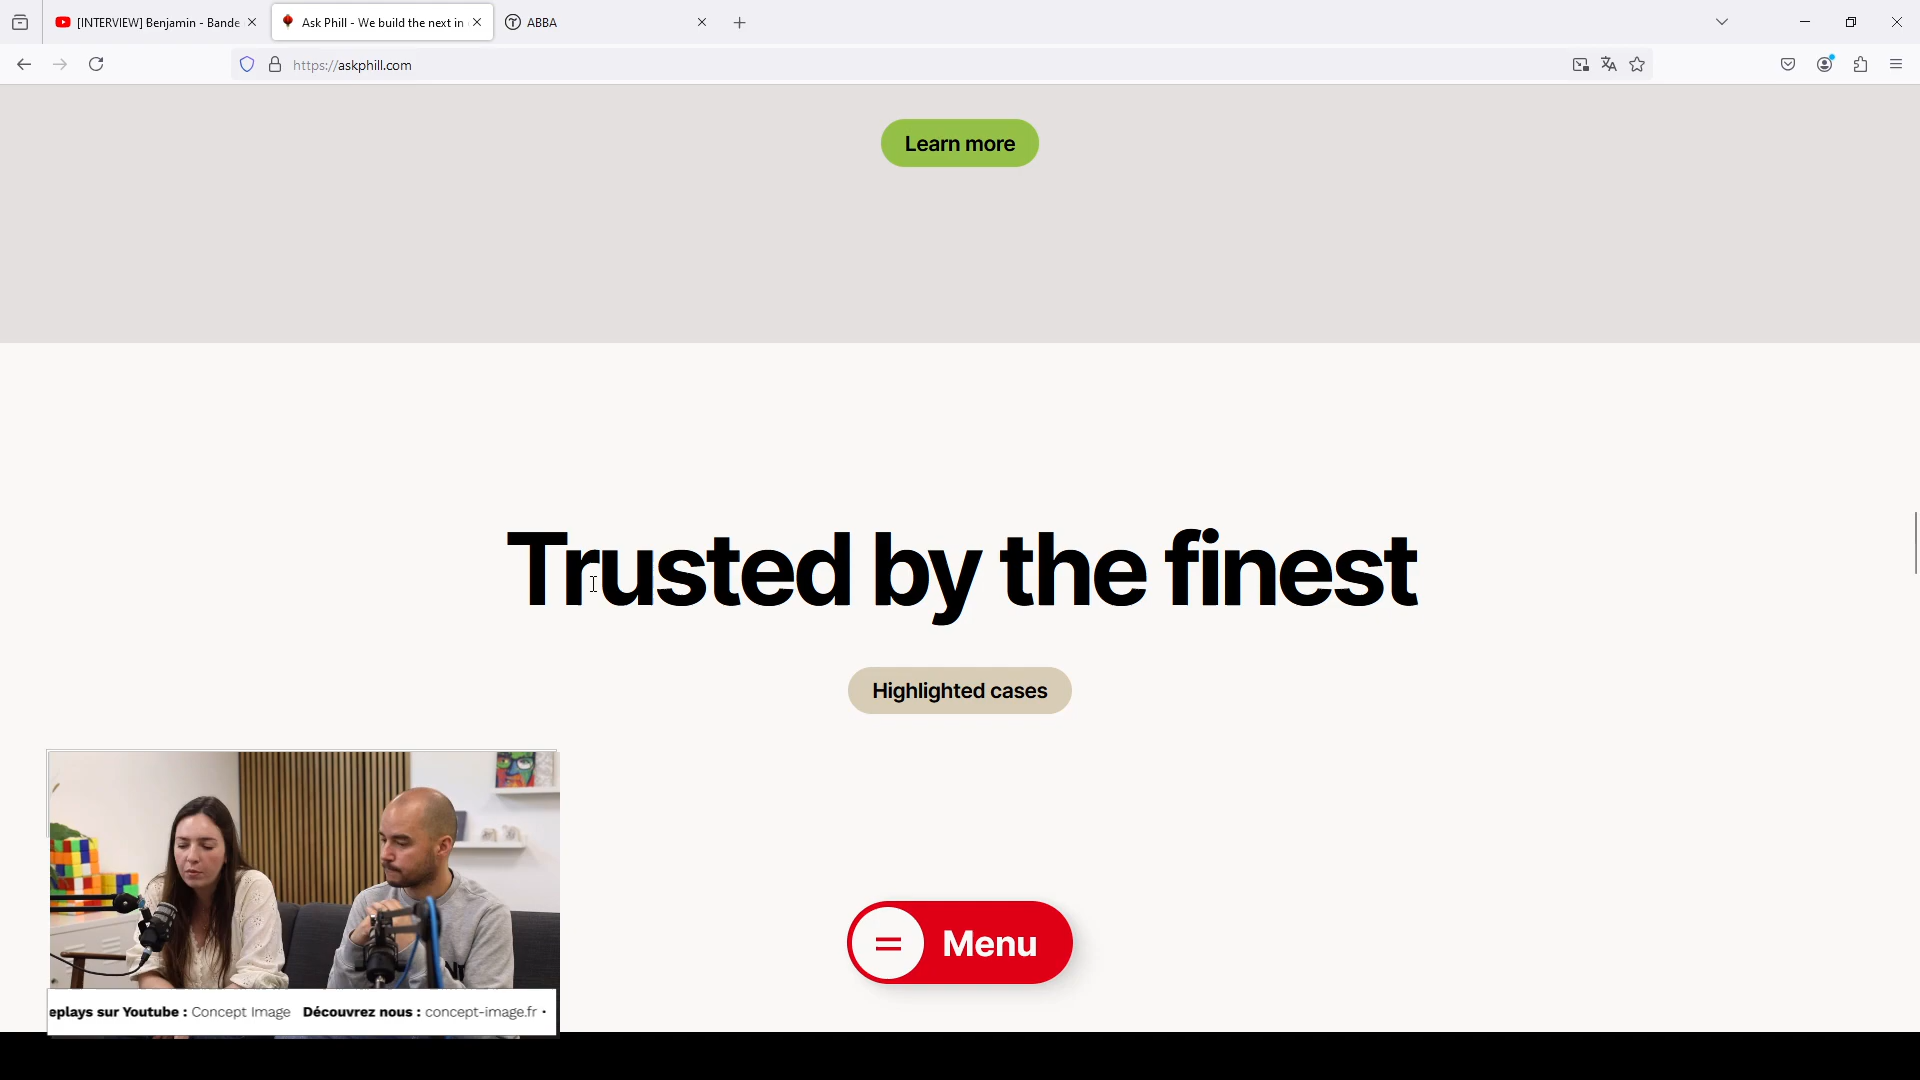 [INTERVIEW] Benjamin - Bande
Ask Phill - We build the next in
ABBA
https://askphill.com
Learn more
Trusted by the finest
Highlighted cases
Menu
eplays sur Youtube : Concept Image Découvrez nous : concept-image.fr •